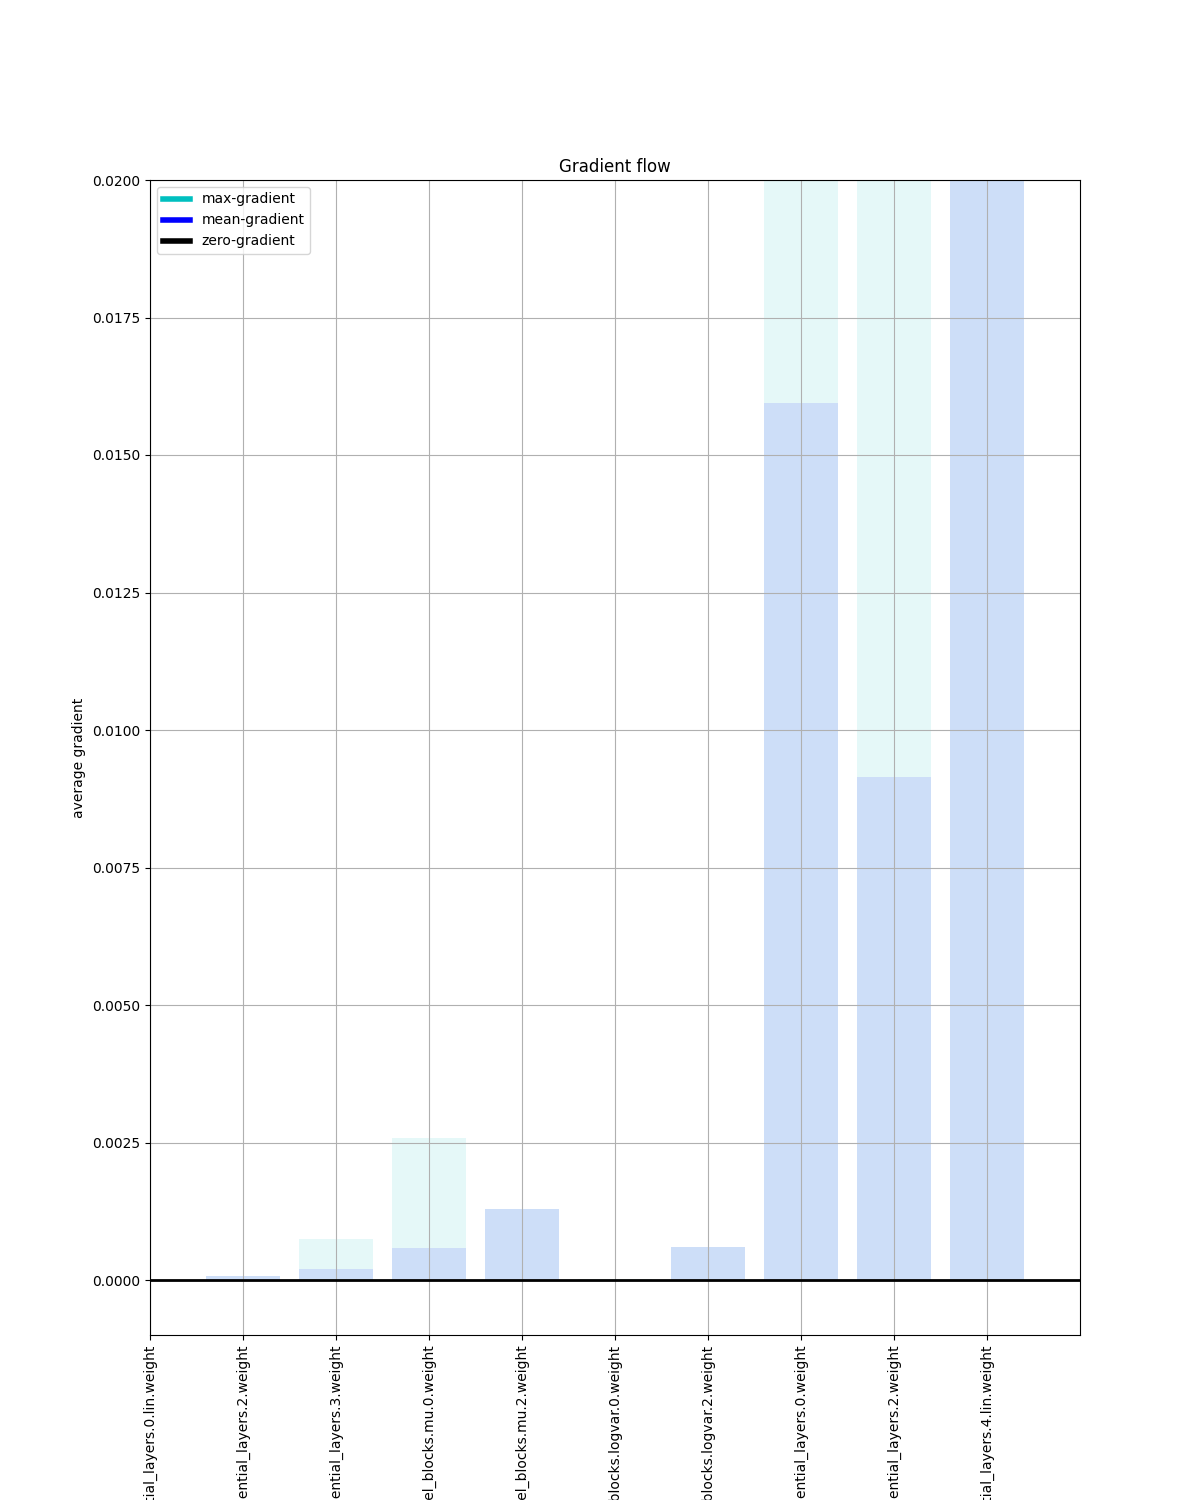 Gradient flow
max-gradient
mean-gradient
zero-gradient
0.0200
0.0175
0.0150
0.0125
0.0100
0.0075
0.0050
0.0025
0.0000
average gradient
tial_layers.0.lin.weight
ential_layers.2.weight
ential_layers.3.weight
el_blocks.mu.0.weight
el_blocks.mu.2.weight
blocks.logvar.0.weight
blocks.logvar.2.weight
ential_layers.0.weight
ential_layers.2.weight
tial_layers.4.lin.weight